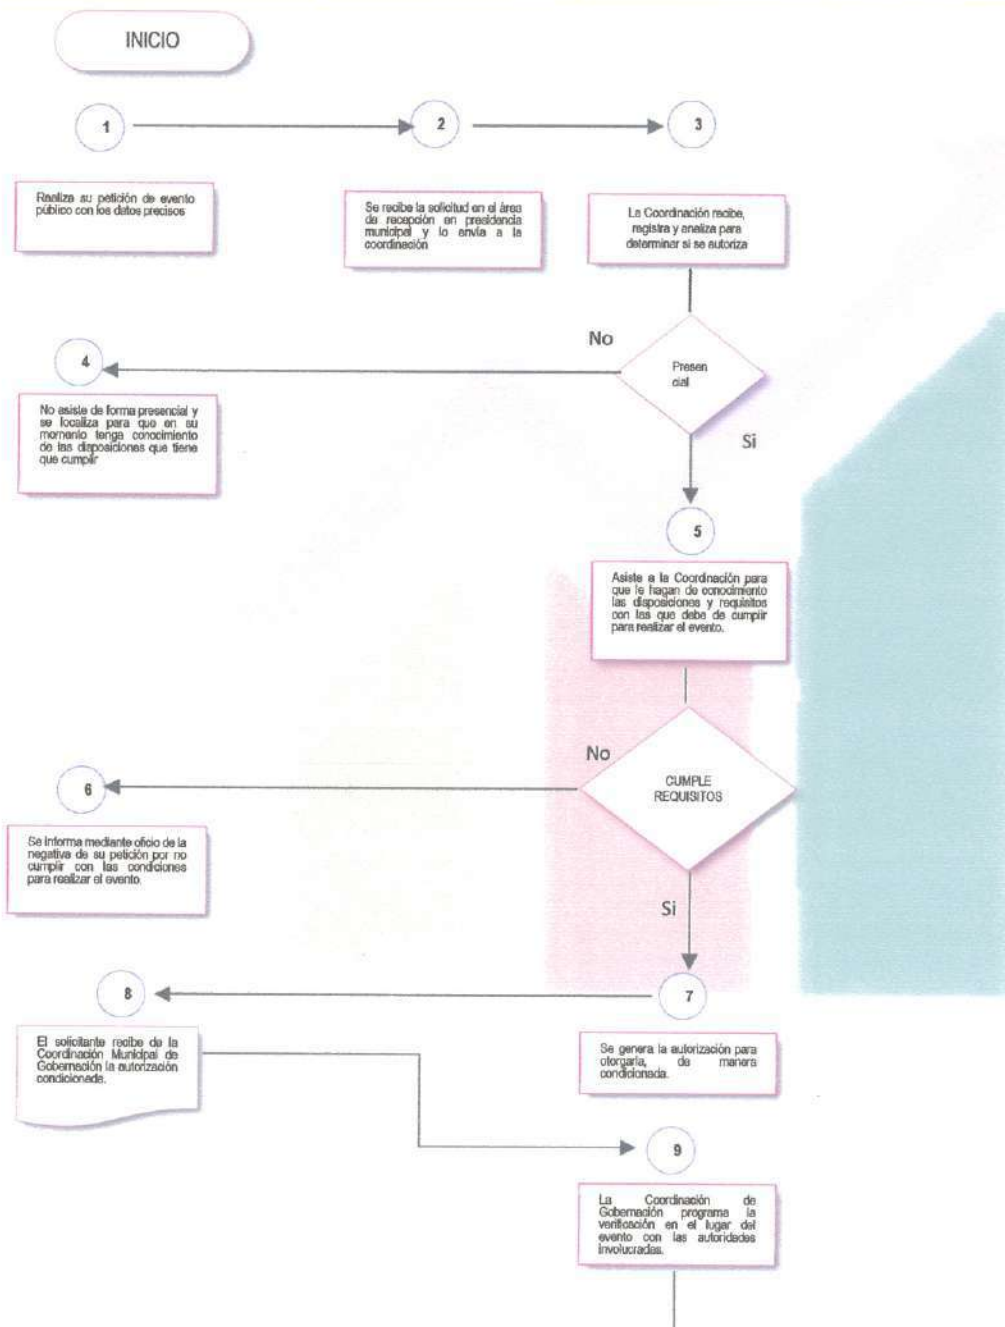 INICIO
1
2
3
Realiza su petición de evento
público con los datos precisos
Se recibe la solicitud en el área
de recepción en presidencia
municipal y lo envía a la
coordinación
La Coordinación recibe,
registra y analiza para
determinar si se autoriza
No
Presen
cial
4
No asiste de forma presencial y
se localiza para que en su
momento tenga conocimiento
de las disposiciones que tiene
que cumplir
Si
5
Asiste a la Coordinación para
que le hagan de conocimiento
las disposiciones y requisitos
con las que debe de cumplir
para realizar el evento.
No
CUMPLE
REQUISITOS
6
Se informa mediante oficio de la
negativa de su petición por no
cumplir con las condiciones
para realizar el evento.
Si
8
7
El solicitante recibe de la
Coordinación Municipal de
Gobernación la autorización
condicionada.
Se genera la autorización para
otorgarla, de manera
condicionada.
9
La Coordinación de
Gobernación programa la
verificación en el lugar del
evento con las autoridades
involucradas.